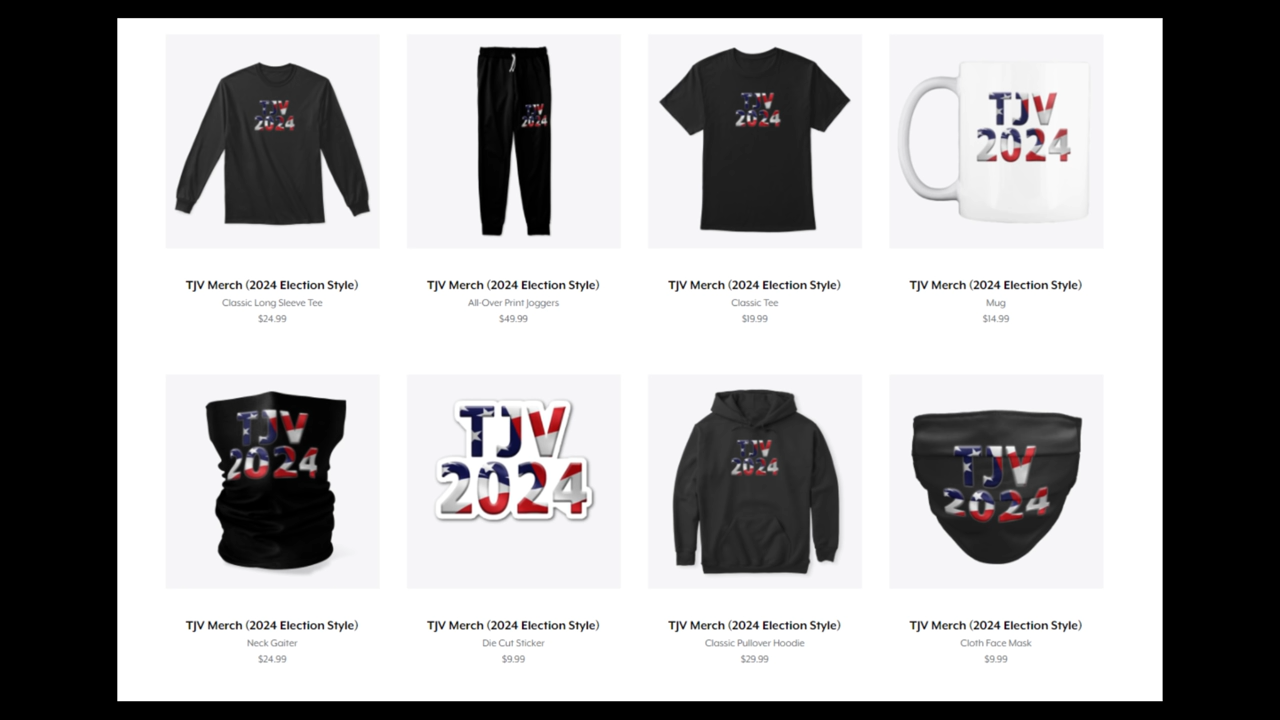 TJV
2024
TJV
2024
TJV
2024
TJV
2024
TJV Merch (2024 Election Style)
Classic Long Sleeve Tee
$24.99
TJV Merch (2024 Election Style)
All-Over Print Joggers
$49.99
TJV Merch (2024 Election Style)
Classic Tee
$19.99
TJV Merch (2024 Election Style)
Mug
$14.99
TJV
2024
TJV
2024
TJV
2024
TJV
2024
TJV Merch (2024 Election Style)
Neck Gaiter
$24.99
TJV Merch (2024 Election Style)
Die Cut Sticker
$9.99
TJV Merch (2024 Election Style)
Classic Pullover Hoodie
$29.99
TJV Merch (2024 Election Style)
Cloth Face Mask
$9.99